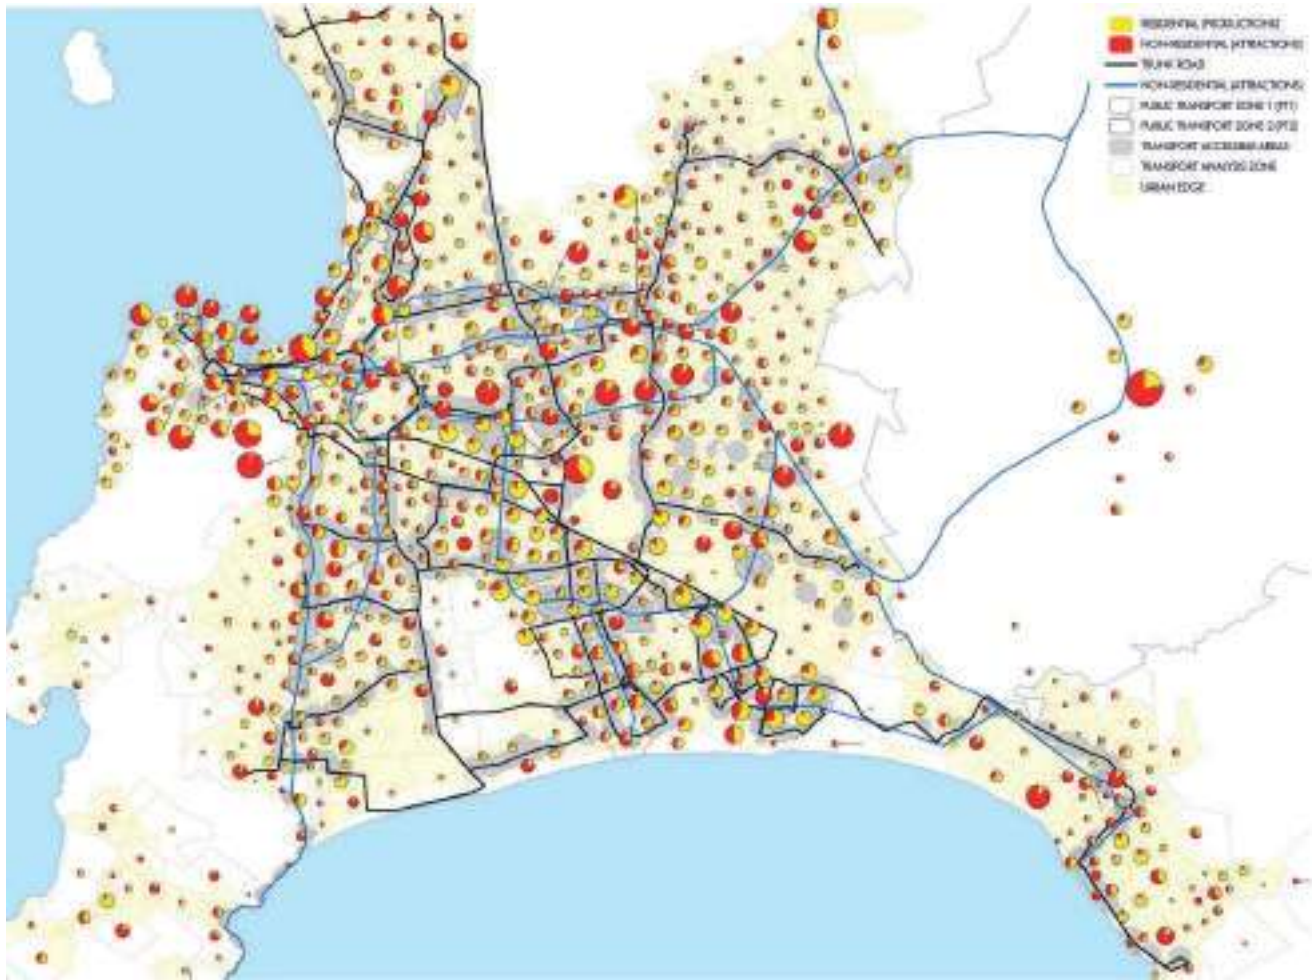 RESIDENTIAL (PRODUCTIONS)
NON-RESIDENTIAL (ATTRACTIONS)
TRUNK ROAD
NON-RESIDENTIAL (ATTRACTIONS)
PUBLIC TRANSPORT ZONE 1 (PT1)
PUBLIC TRANSPORT ZONE 2 (PT2)
TRANSPORT ACCESSIBLE AREAS
TRANSPORT ANALYSIS ZONE
URBAN EDGE